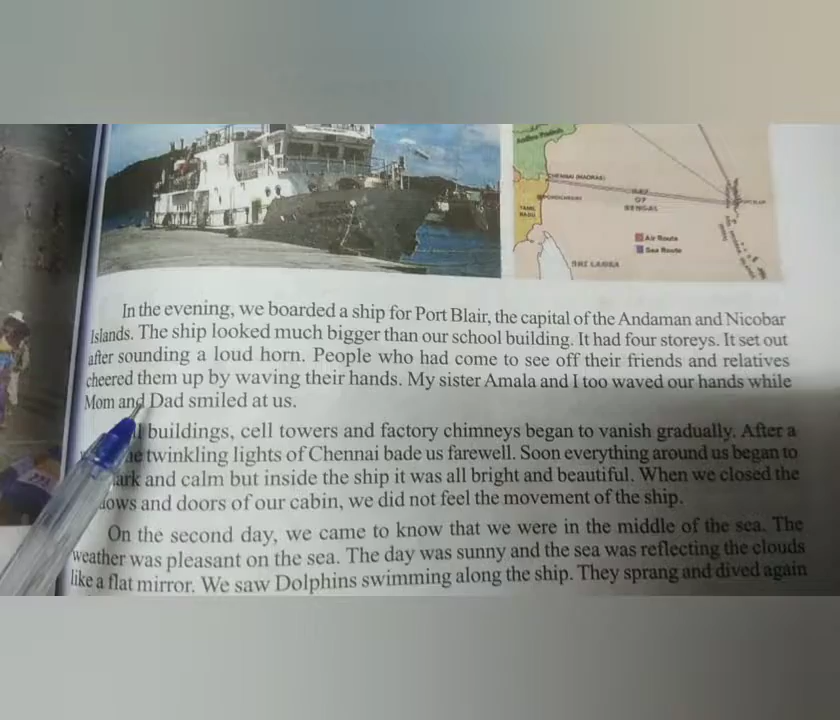 Andhra Pradesh
CHENNAI (MADRAS)
PONDICHERRY
TAMIL
NADU
BAY
OF
BENGAL
Air Route
Sea Route
SRI LANKA
In the evening, we boarded a ship for Port Blair, the capital of the Andaman and Nicobar
Islands. The ship looked much bigger than our school building. It had four storeys. It set out
after sounding a loud horn. People who had come to see off their friends and relatives
cheered them up by waving their hands. My sister Amala and I too waved our hands while
Mom and Dad smiled at us.
buildings, cell towers and factory chimneys began to vanish gradually. After a
twinkling lights of Chennai bade us farewell. Soon everything around us began to
and calm but inside the ship it was all bright and beautiful. When we closed the
and doors of our cabin, we did not feel the movement of the ship.
On the second day, we came to know that we were in the middle of the sea. The
weather was pleasant on the sea. The day was sunny and the sea was reflecting the clouds
like a flat mirror. We saw Dolphins swimming along the ship. They sprang and dived again